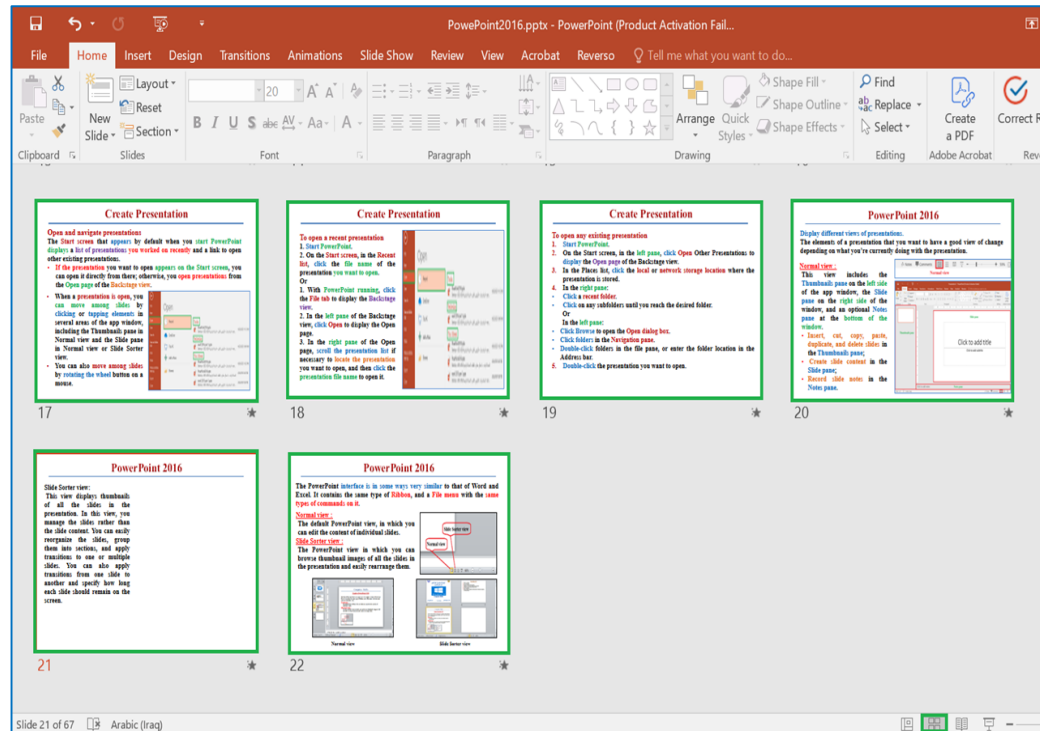 PowePoint2016.pptx - PowerPoint (Product Activation Fail...
File Home Insert Design Transitions Animations Slide Show Review View Acrobat Reverso Tell me what you want to do...
Paste
New
Slide
Layout
Reset
Section
20
B I U S abc AV Aa A
Arrange
Quick
Styles
Shape Fill
Shape Outline
Shape Effects
Find
Replace
Select
Create
a PDF
Correct R
Clipboard Slides Font Paragraph Drawing Editing Adobe Acrobat Rev
Create Presentation
Open and navigate presentations
The Start screen that appears by default when you start PowerPoint
displays a list of presentations you worked on recently and a link to open
other existing presentations.
• If the presentation you want to open appears on the Start screen, you
can open it directly from there; otherwise, you open presentations from
the Open page of the Backstage view.
• When a presentation is open, you
can move among slides by
clicking or tapping elements in
several areas of the app window,
including the Thumbnails pane in
Normal view and the Slide pane
in Normal view or Slide Sorter
view.
• You can also move among slides
by rotating the wheel button on a
mouse.
Open
17
Create Presentation
To open a recent presentation
1. Start PowerPoint.
2. On the Start screen, in the Recent
list, click the file name of the
presentation you want to open.
Or
1. With PowerPoint running, click
the File tab to display the Backstage
view.
2. In the left pane of the Backstage
view, click Open to display the Open
page.
3. In the right pane of the Open
page, scroll the presentation list if
necessary to locate the presentation
you want to open, and then click the
presentation file name to open it.
Open
18
Create Presentation
To open any existing presentation
1. Start PowerPoint.
2. On the Start screen, in the left pane, click Open Other Presentations to
display the Open page of the Backstage view.
3. In the Places list, click the local or network storage location where the
presentation is stored.
4. In the right pane:
• Click a recent folder.
• Click on any subfolders until you reach the desired folder.
Or
In the left pane:
• Click Browse to open the Open dialog box.
• Click folders in the Navigation pane.
• Double-click folders in the file pane, or enter the folder location in the
Address bar.
5. Double-click the presentation you want to open.
19
PowerPoint 2016
Display different views of presentations.
The elements of a presentation that you want to have a good view of change
depending on what you're currently doing with the presentation.
Normal view :
This view includes the
Thumbnails pane on the left side
of the app window, the Slide
pane on the right side of the
window, and an optional Notes
pane at the bottom of the
window.
• Insert, cut, copy, paste,
duplicate, and delete slides in
the Thumbnails pane;
• Create slide content in the
Slide pane;
• Record slide notes in the
Notes pane.
Normal view
Click to add title
20
PowerPoint 2016
Slide Sorter view:
This view displays thumbnails
of all the slides in the
presentation. In this view, you
manage the slides rather than
the slide content. You can easily
reorganize the slides, group
them into sections, and apply
transitions to one or multiple
slides. You can also apply
transitions from one slide to
another and specify how long
each slide should remain on the
screen.
21
PowerPoint 2016
The PowerPoint interface is in some ways very similar to that of Word and
Excel. It contains the same type of Ribbon, and a File menu with the same
types of commands on it.
Normal view :
The default PowerPoint view, in which you
can edit the content of individual slides.
Slide Sorter view :
The PowerPoint view in which you can
browse thumbnail images of all the slides in
the presentation and easily rearrange them.
Slide Sorter view
Normal view
Normal view
Slide Sorter view
22
Slide 21 of 67 Arabic (Iraq)